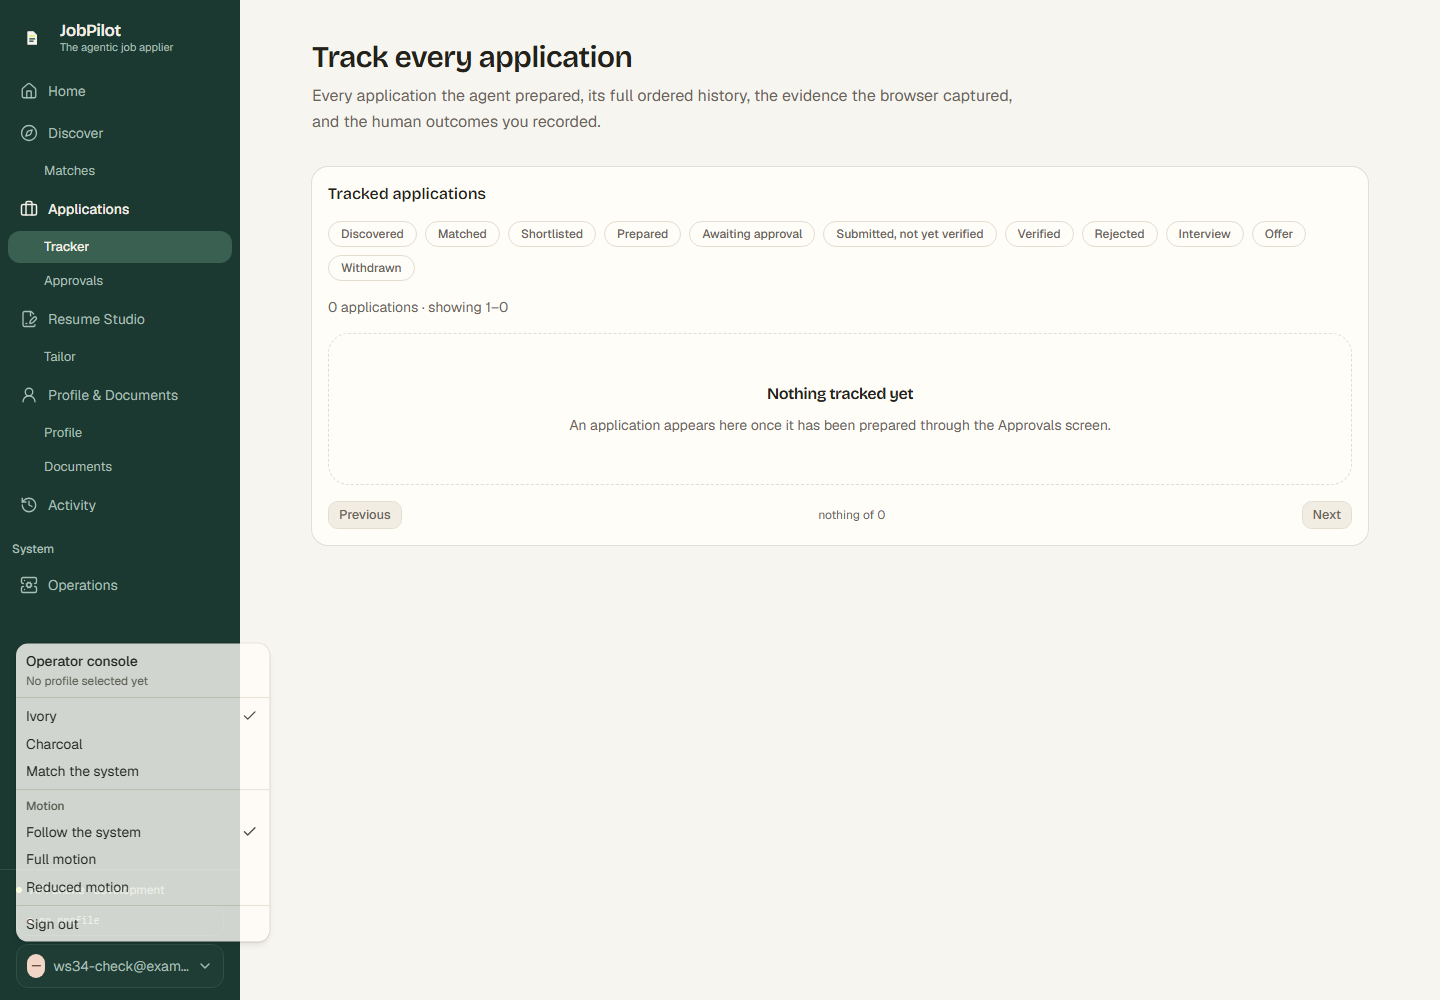 JobPilot
The agentic job applier
Home
Discover
Matches
Applications
Tracker
Approvals
Resume Studio
Tailor
Profile & Documents
Profile
Documents
Activity
System
Operations
Operator console
No profile selected yet
Ivory
Charcoal
Match the system
Motion
Follow the system
Full motion
Reduced motion
Sign out
ws34-check@exam...
Track every application
Every application the agent prepared, its full ordered history, the evidence the browser captured,
and the human outcomes you recorded.
Tracked applications
Discovered Matched Shortlisted Prepared Awaiting approval Submitted, not yet verified Verified Rejected Interview Offer
Withdrawn
0 applications · showing 1–0
Nothing tracked yet
An application appears here once it has been prepared through the Approvals screen.
Previous nothing of 0 Next